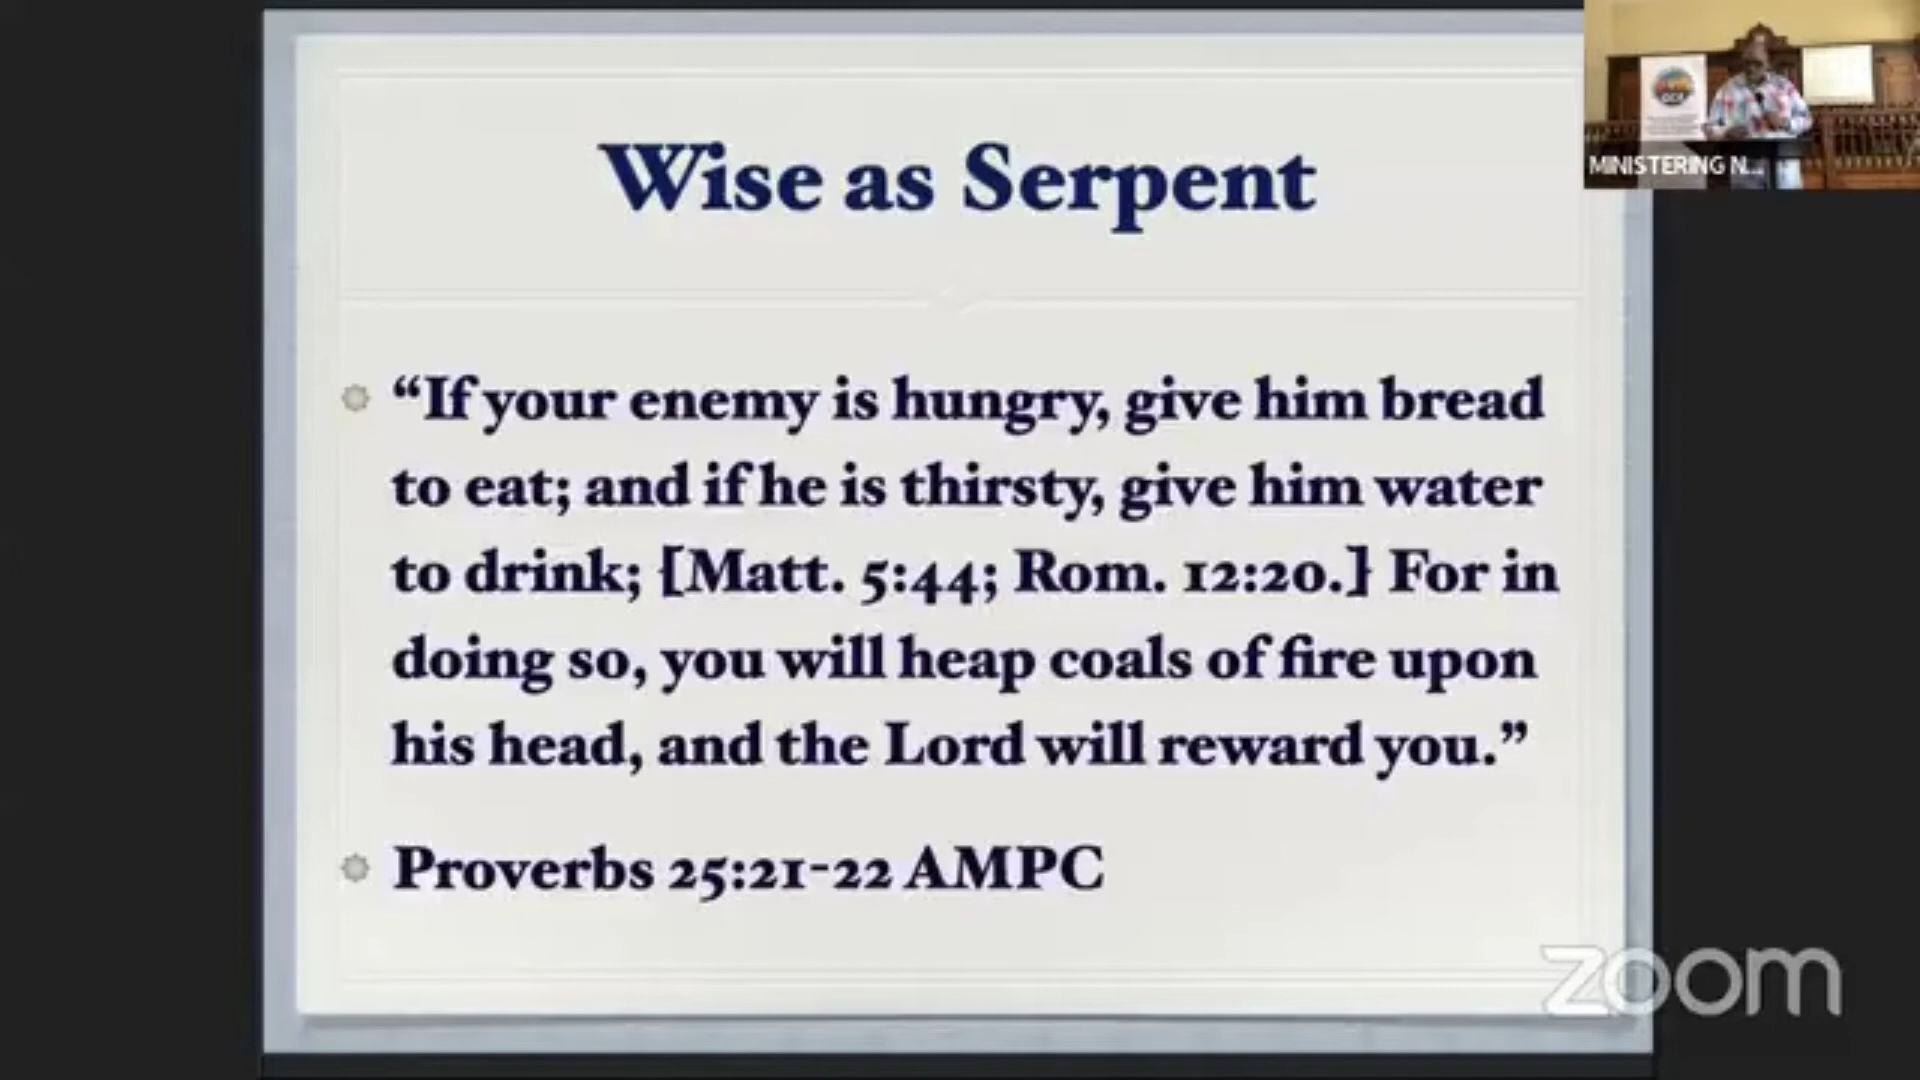 Wise as Serpent
MINISTERING N...
“If your enemy is hungry, give him bread
to eat; and if he is thirsty, give him water
to drink; [Matt. 5:44; Rom. 12:20.] For in
doing so, you will heap coals of fire upon
his head, and the Lord will reward you.”
Proverbs 25:21-22 AMPC
zoom